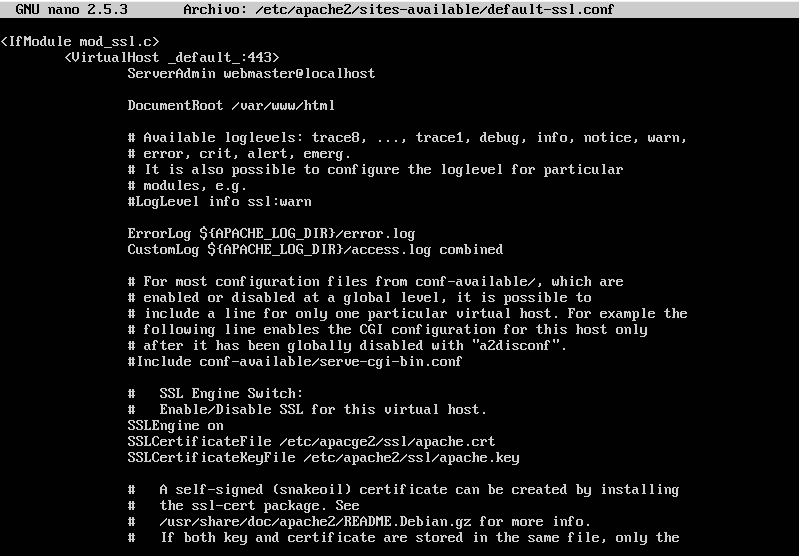 GNU nano 2.5.3 Archivo: /etc/apache2/sites-available/default-ssl.conf
<IfModule mod_ssl.c>
<VirtualHost _default_:443>
ServerAdmin webmaster@localhost
DocumentRoot /var/www/html
# Available loglevels: trace8, ..., trace1, debug, info, notice, warn,
# error, crit, alert, emerg.
# It is also possible to configure the loglevel for particular
# modules, e.g.
#LogLevel info ssl:warn
ErrorLog ${APACHE_LOG_DIR}/error.log
CustomLog ${APACHE_LOG_DIR}/access.log combined
# For most configuration files from conf-available/, which are
# enabled or disabled at a global level, it is possible to
# include a line for only one particular virtual host. For example the
# following line enables the CGI configuration for this host only
# after it has been globally disabled with "a2disconf".
#Include conf-available/serve-cgi-bin.conf
#   SSL Engine Switch:
#   Enable/Disable SSL for this virtual host.
SSLEngine on
SSLCertificateFile /etc/apacge2/ssl/apache.crt
SSLCertificateKeyFile /etc/apache2/ssl/apache.key
#   A self-signed (snakeoil) certificate can be created by installing
#   the ssl-cert package. See
#   /usr/share/doc/apache2/README.Debian.gz for more info.
#   If both key and certificate are stored in the same file, only the